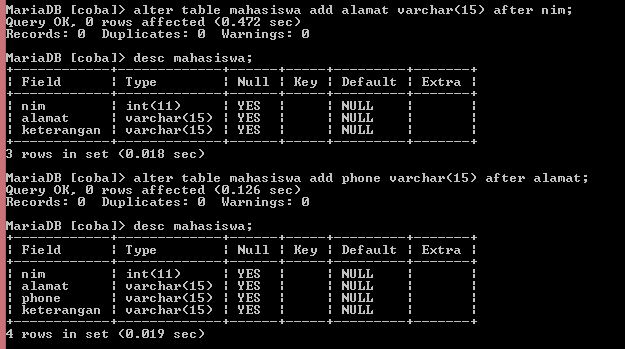 MariaDB [coba]> alter table mahasiswa add alamat varchar(15) after nim;
Query OK, 0 rows affected (0.472 sec)
Records: 0  Duplicates: 0  Warnings: 0

MariaDB [coba]> desc mahasiswa;
+------------+-------------+------+-----+---------+-------+
| Field      | Type        | Null | Key | Default | Extra |
+------------+-------------+------+-----+---------+-------+
| nim        | int(11)     | YES  |     | NULL    |       |
| alamat     | varchar(15) | YES  |     | NULL    |       |
| keterangan | varchar(15) | YES  |     | NULL    |       |
+------------+-------------+------+-----+---------+-------+
3 rows in set (0.018 sec)

MariaDB [coba]> alter table mahasiswa add phone varchar(15) after alamat;
Query OK, 0 rows affected (0.126 sec)
Records: 0  Duplicates: 0  Warnings: 0

MariaDB [coba]> desc mahasiswa;
+------------+-------------+------+-----+---------+-------+
| Field      | Type        | Null | Key | Default | Extra |
+------------+-------------+------+-----+---------+-------+
| nim        | int(11)     | YES  |     | NULL    |       |
| alamat     | varchar(15) | YES  |     | NULL    |       |
| phone      | varchar(15) | YES  |     | NULL    |       |
| keterangan | varchar(15) | YES  |     | NULL    |       |
+------------+-------------+------+-----+---------+-------+
4 rows in set (0.019 sec)